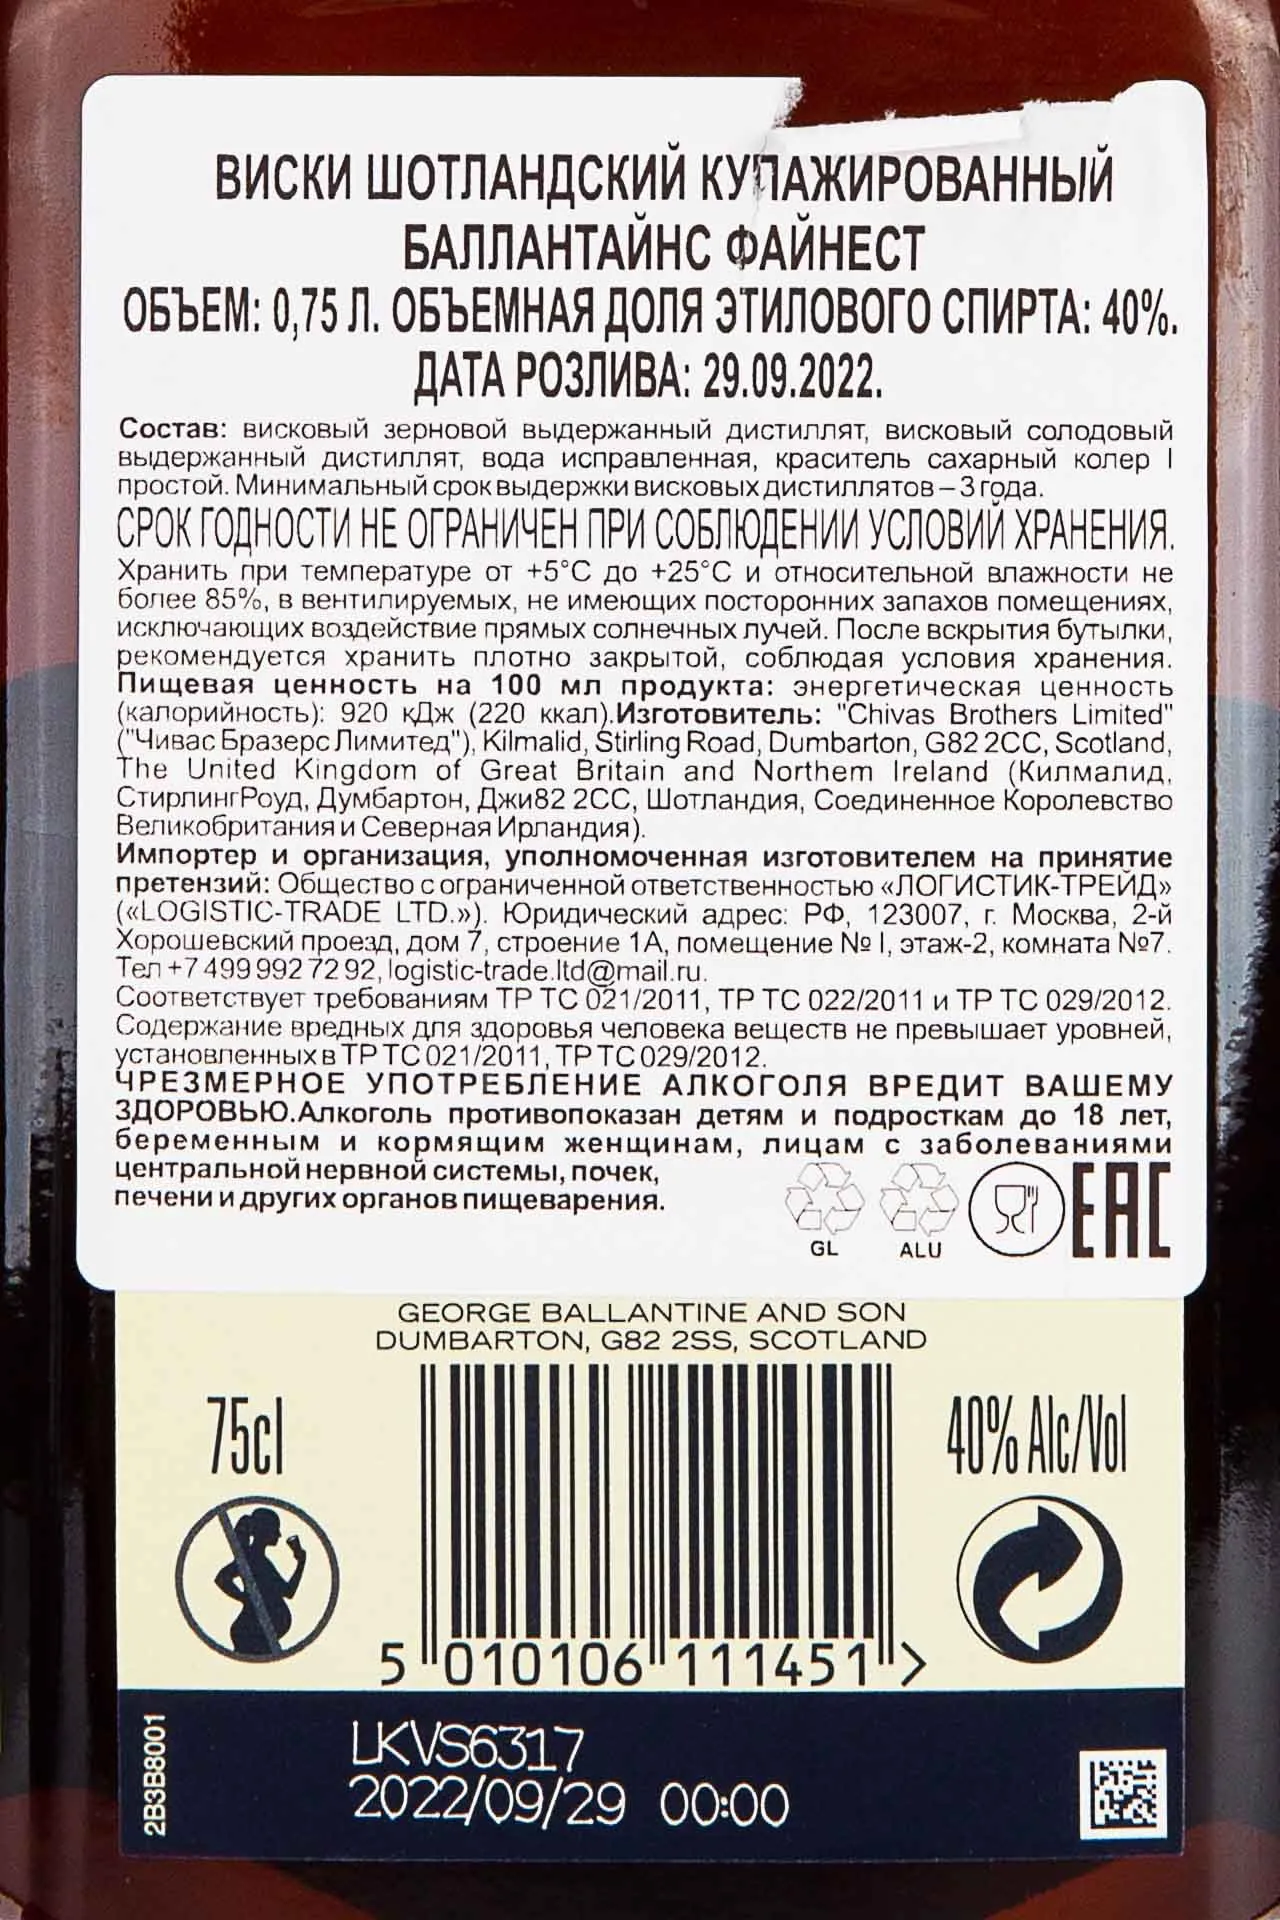 ВИСКИ ШОТЛАНДСКИЙ КУПАЖИРОВАННЫЙ
БАЛЛАНТАЙНС ФАЙНЕСТ
ОБЪЕМ: 0,75 Л. ОБЪЕМНАЯ ДОЛЯ ЭТИЛОВОГО СПИРТА: 40%.
ДАТА РОЗЛИВА: 29.09.2022.
Состав: висковый зерновой выдержанный дистиллят, висковый солодовый
выдержанный дистиллят, вода исправленная, краситель сахарный колер I
простой. Минимальный срок выдержки висковых дистиллятов – 3 года.
СРОК ГОДНОСТИ НЕ ОГРАНИЧЕН ПРИ СОБЛЮДЕНИИ УСЛОВИЙ ХРАНЕНИЯ.
Хранить при температуре от +5°C до +25°C и относительной влажности не
более 85%, в вентилируемых, не имеющих посторонних запахов помещениях,
исключающих воздействие прямых солнечных лучей. После вскрытия бутылки,
рекомендуется хранить плотно закрытой, соблюдая условия хранения.
Пищевая ценность на 100 мл продукта: энергетическая ценность
(калорийность): 920 кДж (220 ккал).Изготовитель: "Chivas Brothers Limited"
("Чивас Бразерс Лимитед"), Kilmalid, Stirling Road, Dumbarton, G82 2CC, Scotland,
The United Kingdom of Great Britain and Northem Ireland (Килмалид,
Стирлинг Роуд, Думбартон, Джи82 2СС, Шотландия, Соединенное Королевство
Великобритания и Северная Ирландия).
Импортер и организация, уполномоченная изготовителем на принятие
претензий: Общество с ограниченной ответственностью «ЛОГИСТИК-ТРЕЙД»
(«LOGISTIC-TRADE LTD.»). Юридический адрес: РФ, 123007, г. Москва, 2-й
Хорошевский проезд, дом 7, строение 1А, помещение № I, этаж-2, комната №7.
Тел +7 499 992 72 92, logistic-trade.ltd@mail.ru.
Соответствует требованиям ТР ТС 021/2011, ТР ТС 022/2011 и ТР ТС 029/2012.
Содержание вредных для здоровья человека веществ не превышает уровней,
установленных в ТР ТС 021/2011, ТР ТС 029/2012.
ЧРЕЗМЕРНОЕ УПОТРЕБЛЕНИЕ АЛКОГОЛЯ ВРЕДИТ ВАШЕМУ
ЗДОРОВЬЮ.Алкоголь противопоказан детям и подросткам до 18 лет,
беременным и кормящим женщинам, лицам с заболеваниями
центральной нервной системы, почек,
печени и других органов пищеварения.
GL ALU EAC
GEORGE BALLANTINE AND SON
DUMBARTON, G82 2SS, SCOTLAND
75cl
40% Alc/Vol
5 010106 111451 >
2B3B8001
LKVS6317
2022/09/29 00:00